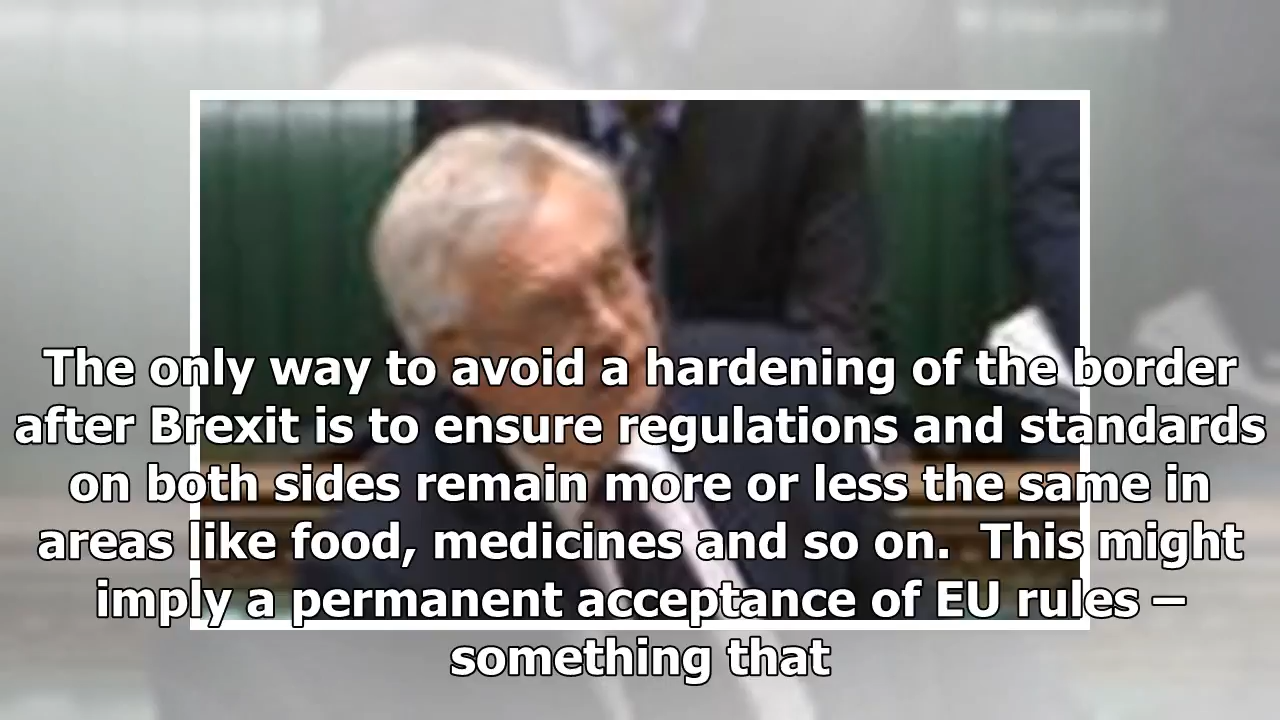 The only way to avoid a hardening of the border
after Brexit is to ensure regulations and standards
on both sides remain more or less the same in
areas like food, medicines and so on.  This might
imply a permanent acceptance of EU rules –
something that